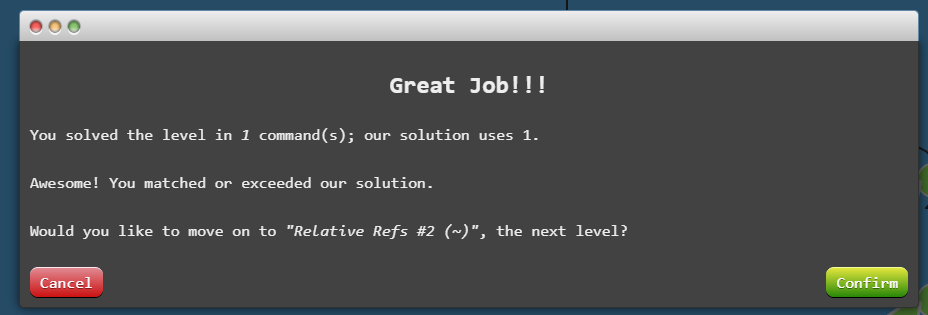 Great Job!!!
You solved the level in 1 command(s); our solution uses 1.
Awesome! You matched or exceeded our solution.
Would you like to move on to "Relative Refs #2 (~)", the next level?
Cancel
Confirm